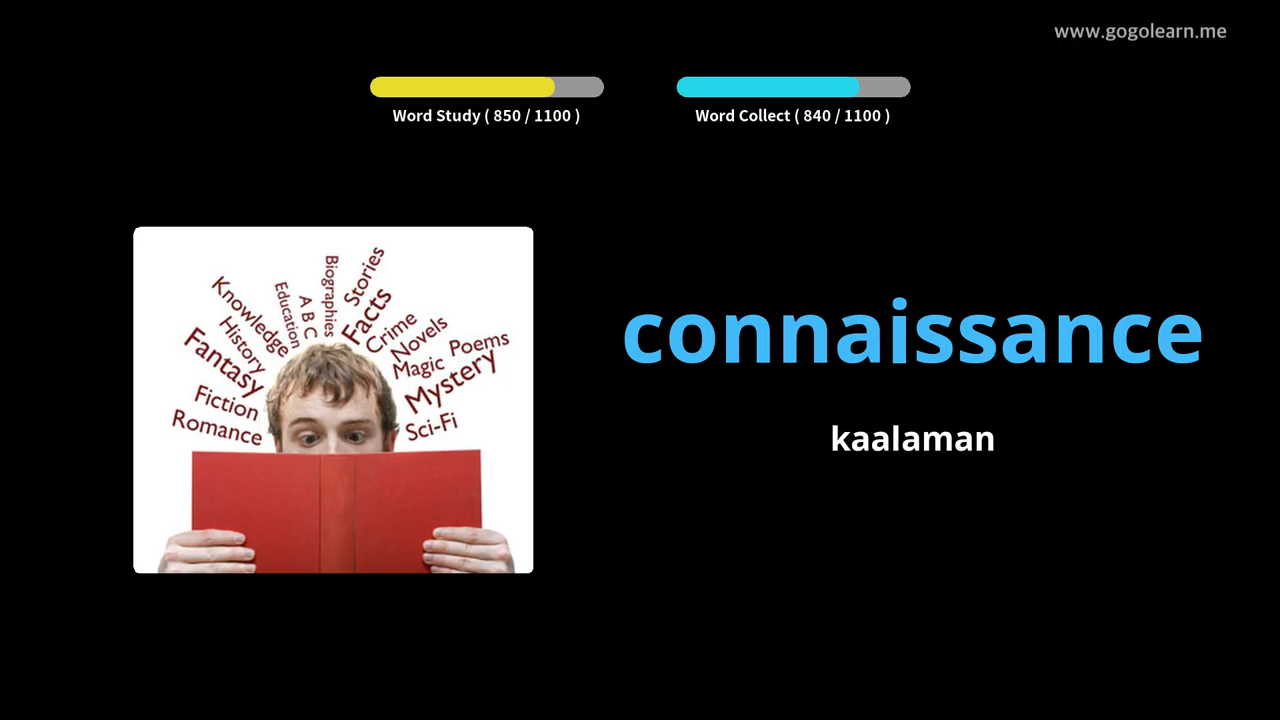 www.gogolearn.me
Word Study ( 850 / 1100 )
Word Collect ( 840 / 1100 )
Biographies
Stories
Education
A B C
Facts
Knowledge
Crime
History
Novels
Fantasy
Magic
Poems
Mystery
Fiction
Romance
Sci-Fi
connaissance
kaalaman